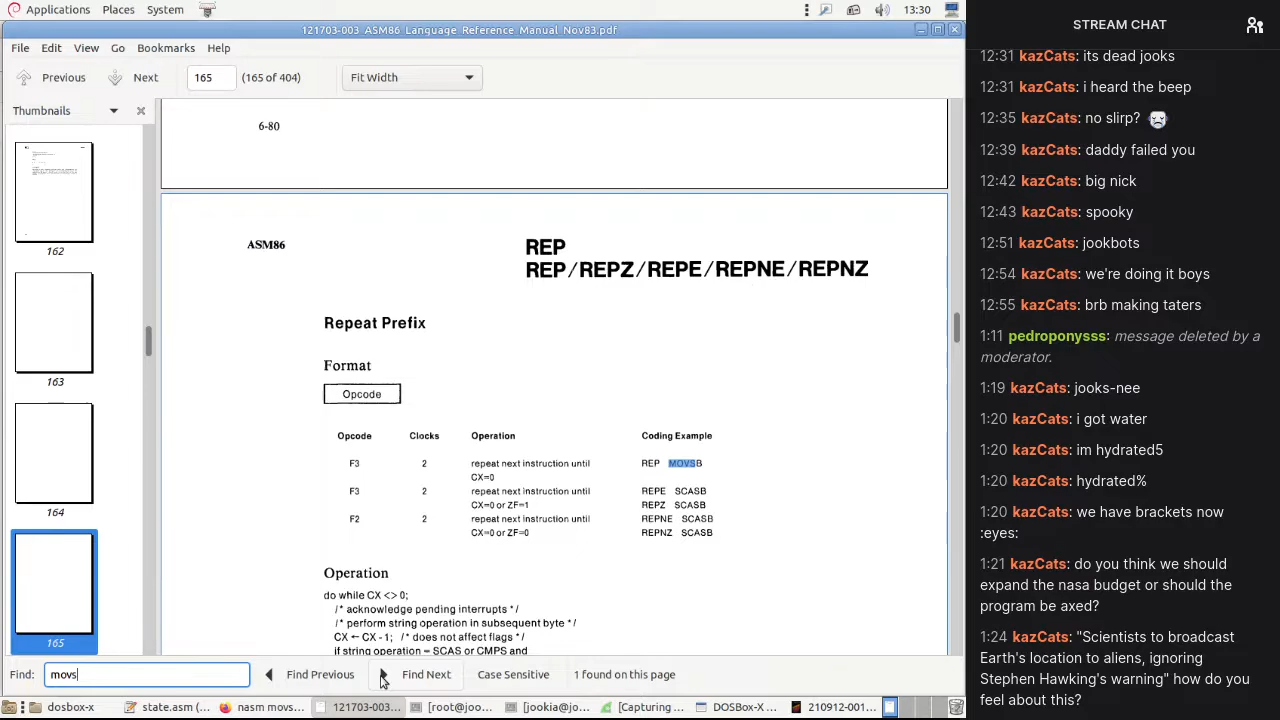 Applications Places System 13:30
121703-003_ASM86_Language_Reference_Manual_Nov83.pdf
File Edit View Go Bookmarks Help
Previous Next 165 (165 of 404) Fit Width
Thumbnails
162
163
164
165
6-80
ASM86
REP
REP/REPZ/REPE/REPNE/REPNZ
Repeat Prefix
Format
Opcode
Opcode Clocks Operation Coding Example
F3 2 repeat next instruction until REP MOVSB
CX=0
F3 2 repeat next instruction until REPE SCASB
CX=0 or ZF=1 REPZ SCASB
F2 2 repeat next instruction until REPNE SCASB
CX=0 or ZF=0 REPNZ SCASB
Operation
do while CX <> 0;
/* acknowledge pending interrupts */
/* perform string operation in subsequent byte */
CX ← CX - 1; /* does not affect flags */
if string operation = SCAS or CMPS and
Find: movs Find Previous Find Next Case Sensitive 1 found on this page
dosbox-x state.asm (... nasm movs... 121703-003... [root@joo... [jookia@jo... [Capturing ... DOSBox-X ... 210912-001...
STREAM CHAT
12:31 kazCats: its dead jooks
12:31 kazCats: i heard the beep
12:35 kazCats: no slirp?
12:39 kazCats: daddy failed you
12:42 kazCats: big nick
12:43 kazCats: spooky
12:51 kazCats: jookbots
12:54 kazCats: we're doing it boys
12:55 kazCats: brb making taters
1:11 pedroponysss: message deleted by a
moderator.
1:19 kazCats: jooks-nee
1:20 kazCats: i got water
1:20 kazCats: im hydrated5
1:20 kazCats: hydrated%
1:20 kazCats: we have brackets now
:eyes:
1:21 kazCats: do you think we should
expand the nasa budget or should the
program be axed?
1:24 kazCats: "Scientists to broadcast
Earth's location to aliens, ignoring
Stephen Hawking's warning" how do you
feel about this?